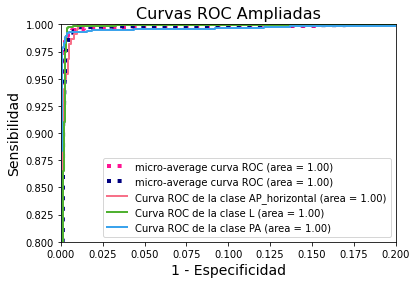 Curvas ROC Ampliadas
Sensibilidad
1.000
0.975
0.950
0.925
0.900
0.875
0.850
0.825
0.800
micro-average curva ROC (area = 1.00)
micro-average curva ROC (area = 1.00)
Curva ROC de la clase AP_horizontal (area = 1.00)
Curva ROC de la clase L (area = 1.00)
Curva ROC de la clase PA (area = 1.00)
0.000 0.025 0.050 0.075 0.100 0.125 0.150 0.175 0.200
1 - Especificidad